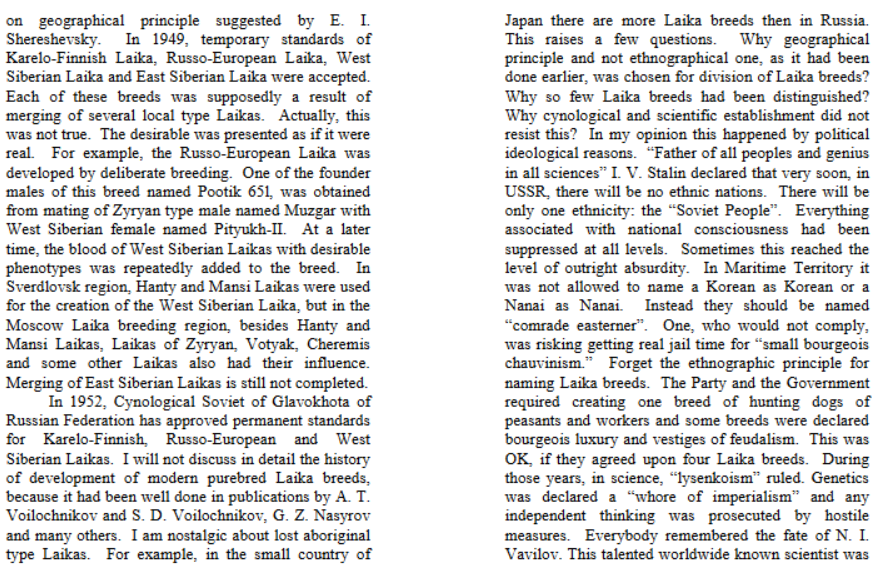 on geographical principle suggested by E. I.
Shereshevsky. In 1949, temporary standards of
Karelo-Finnish Laika, Russo-European Laika, West
Siberian Laika and East Siberian Laika were accepted.
Each of these breeds was supposedly a result of
merging of several local type Laikas. Actually, this
was not true. The desirable was presented as if it were
real. For example, the Russo-European Laika was
developed by deliberate breeding. One of the founder
males of this breed named Pootik 651, was obtained
from mating of Zyryan type male named Muzgar with
West Siberian female named Pityukh-II. At a later
time, the blood of West Siberian Laikas with desirable
phenotypes was repeatedly added to the breed. In
Sverdlovsk region, Hanty and Mansi Laikas were used
for the creation of the West Siberian Laika, but in the
Moscow Laika breeding region, besides Hanty and
Mansi Laikas, Laikas of Zyryan, Votyak, Cheremis
and some other Laikas also had their influence.
Merging of East Siberian Laikas is still not completed.
In 1952, Cynological Soviet of Glavokhota of
Russian Federation has approved permanent standards
for Karelo-Finnish, Russo-European and West
Siberian Laikas. I will not discuss in detail the history
of development of modern purebred Laika breeds,
because it had been well done in publications by A. T.
Voilochnikov and S. D. Voilochnikov, G. Z. Nasyrov
and many others. I am nostalgic about lost aboriginal
type Laikas. For example, in the small country of
Japan there are more Laika breeds then in Russia.
This raises a few questions. Why geographical
principle and not ethnographical one, as it had been
done earlier, was chosen for division of Laika breeds?
Why so few Laika breeds had been distinguished?
Why cynological and scientific establishment did not
resist this? In my opinion this happened by political
ideological reasons. “Father of all peoples and genius
in all sciences” I. V. Stalin declared that very soon, in
USSR, there will be no ethnic nations. There will be
only one ethnicity: the “Soviet People”. Everything
associated with national consciousness had been
suppressed at all levels. Sometimes this reached the
level of outright absurdity. In Maritime Territory it
was not allowed to name a Korean as Korean or a
Nanai as Nanai. Instead they should be named
“comrade easterner”. One, who would not comply,
was risking getting real jail time for “small bourgeois
chauvinism.” Forget the ethnographic principle for
naming Laika breeds. The Party and the Government
required creating one breed of hunting dogs of
peasants and workers and some breeds were declared
bourgeois luxury and vestiges of feudalism. This was
OK, if they agreed upon four Laika breeds. During
those years, in science, “lysenkoism” ruled. Genetics
was declared a “whore of imperialism” and any
independent thinking was prosecuted by hostile
measures. Everybody remembered the fate of N. I.
Vavilov. This talented worldwide known scientist was